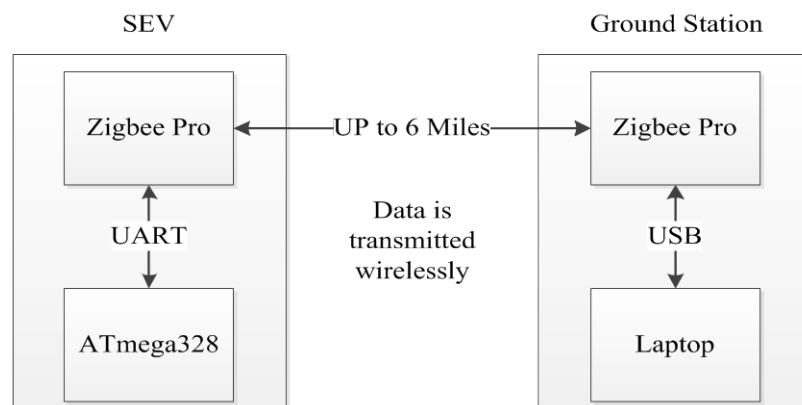 SEV
Ground Station
Zigbee Pro
UP to 6 Miles
Zigbee Pro
UART
Data is
transmitted
wirelessly
USB
ATmega328
Laptop